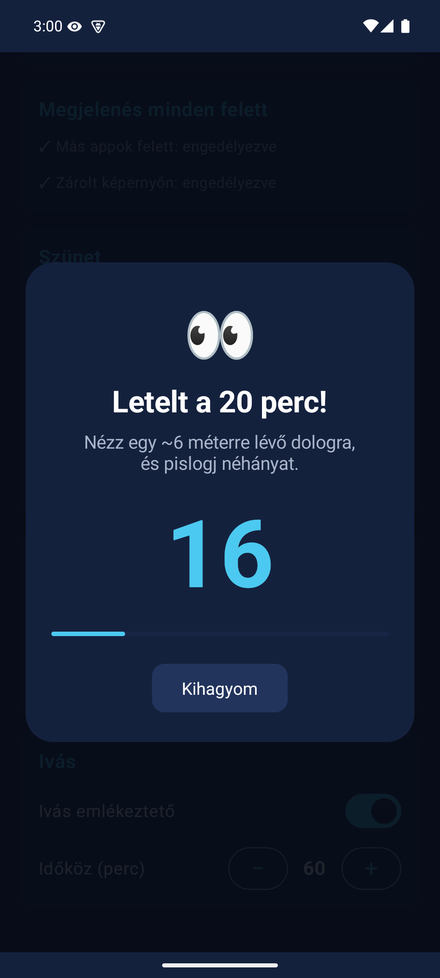 3:00
Megjelenés minden felett
✓ Más appok felett: engedélyezve
✓ Zárolt képernyőn: engedélyezve
Szünet
Letelt a 20 perc!
Nézz egy ~6 méterre lévő dologra,
és pislogj néhányat.
16
Kihagyom
Ivás
Ivás emlékeztető
Időköz (perc) − 60 +